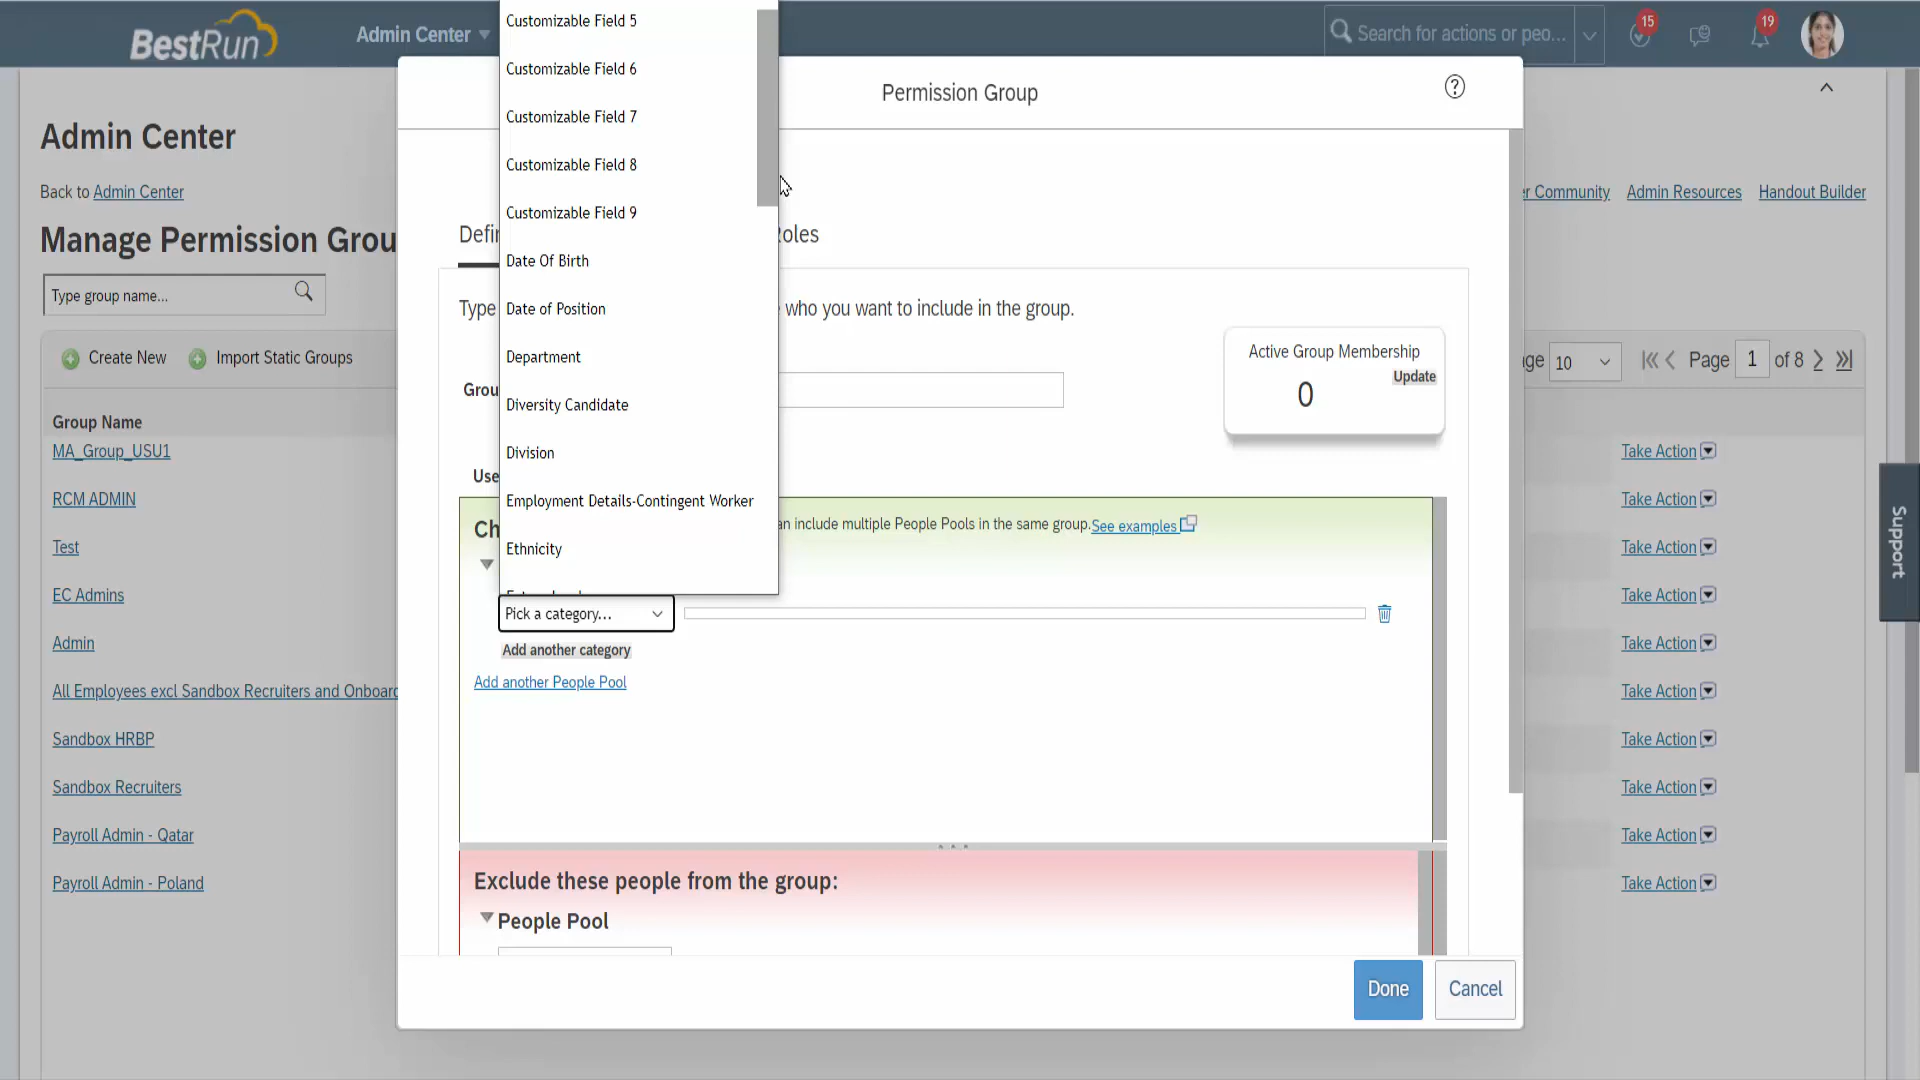 Customizable Field 5
BestRun
Admin Center
Search for actions or peo...
15
19
Customizable Field 6
Permission Group
Customizable Field 7
Admin Center
Customizable Field 8
Back to Admin Center
Community
Admin Resources
Handout Builder
Customizable Field 9
Manage Permission Grou
Defin
Roles
Date Of Birth
Type group name...
Type
who you want to include in the group.
Date of Position
Create New
Import Static Groups
Department
Active Group Membership
0
Update
10
Page
1
of 8
Grou
Diversity Candidate
Group Name
MA_Group_USU1
Division
Take Action
Use
RCM ADMIN
Employment Details-Contingent Worker
Take Action
Ch
an include multiple People Pools in the same group. See examples
Test
Ethnicity
Take Action
Support
EC Admins
Take Action
Pick a category...
Admin
Add another category
Take Action
Add another People Pool
All Employees excl Sandbox Recruiters and Onboard
Take Action
Sandbox HRBP
Take Action
Sandbox Recruiters
Take Action
Payroll Admin - Qatar
Take Action
Payroll Admin - Poland
Exclude these people from the group:
Take Action
People Pool
Done
Cancel